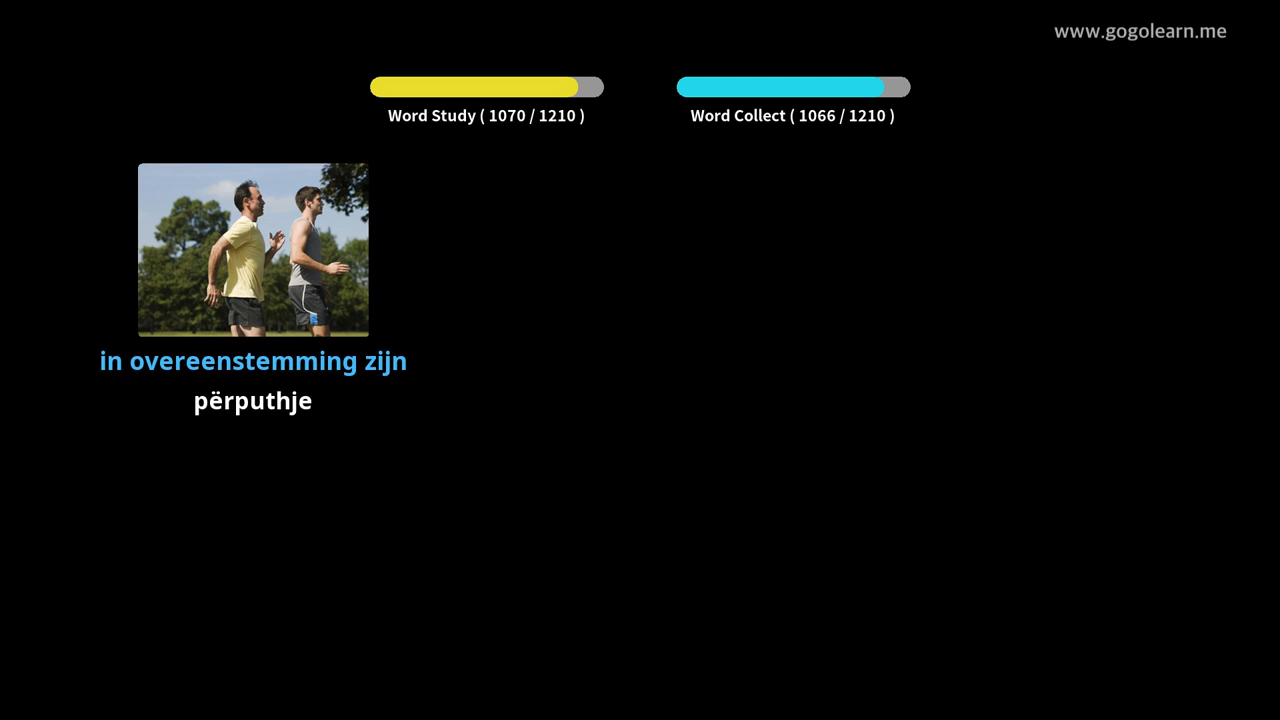 www.gogolearn.me
Word Study ( 1070 / 1210 )
Word Collect ( 1066 / 1210 )
in overeenstemming zijn
përputhje